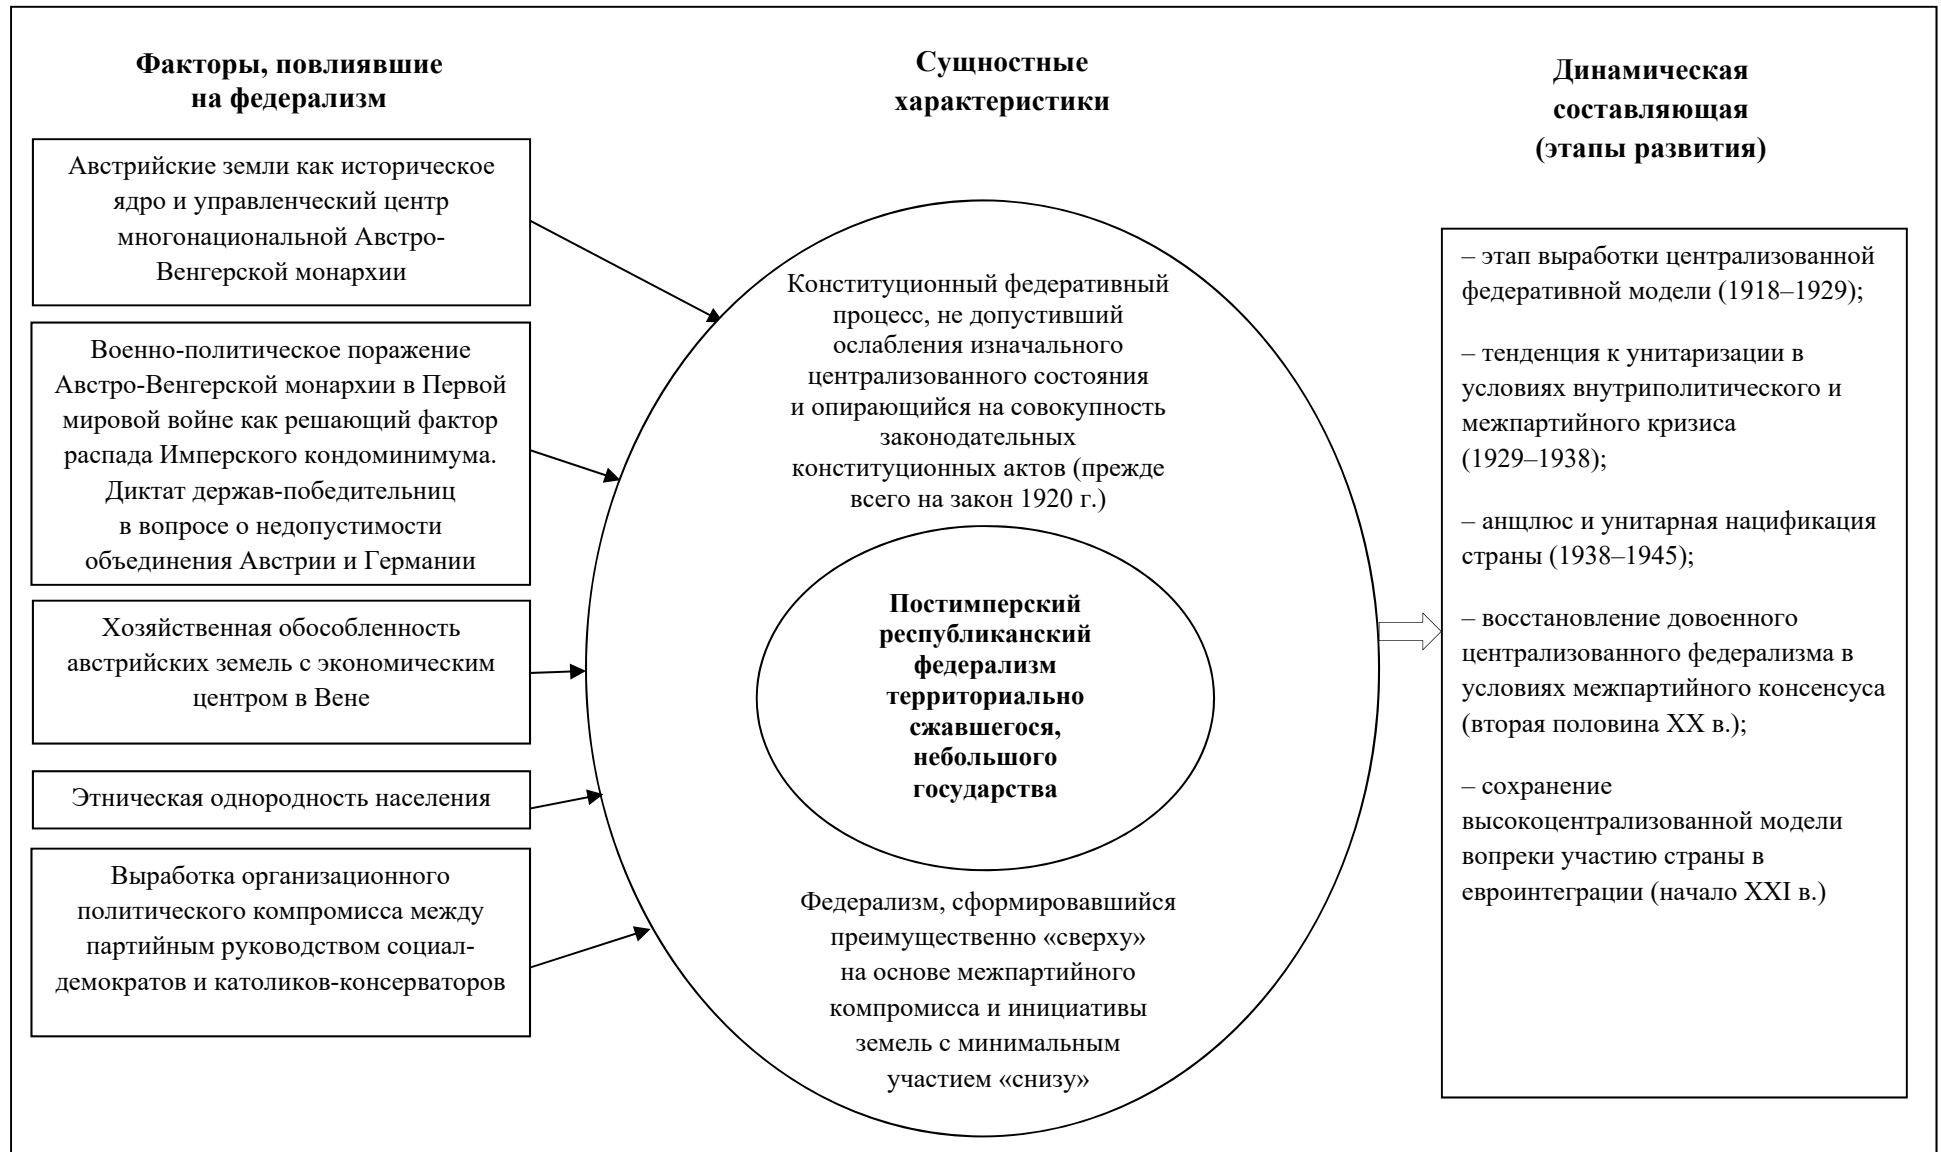 Факторы, повлиявшие
на федерализм
Австрийские земли как историческое
ядро и управленческий центр
многонациональной Австро-
Венгерской монархии
Военно-политическое поражение
Австро-Венгерской монархии в Первой
мировой войне как решающий фактор
распада Имперского кондоминимума.
Диктат держав-победительниц
в вопросе о недопустимости
объединения Австрии и Германии
Хозяйственная обособленность
австрийских земель с экономическим
центром в Вене
Этническая однородность населения
Выработка организационного
политического компромисса между
партийным руководством социал-
демократов и католиков-консерваторов
Сущностные
характеристики
Конституционный федеративный
процесс, не допустивший
ослабления изначального
централизованного состояния
и опирающийся на совокупность
законодательных
конституционных актов (прежде
всего на закон 1920 г.)
Постимперский
республиканский
федерализм
территориально
сжавшегося,
небольшого
государства
Федерализм, сформировавшийся
преимущественно «сверху»
на основе межпартийного
компромисса и инициативы
земель с минимальным
участием «снизу»
Динамическая
составляющая
(этапы развития)
– этап выработки централизованной
федеративной модели (1918–1929);
– тенденция к унитаризации в
условиях внутриполитического и
межпартийного кризиса
(1929–1938);
– анщлюс и унитарная нацификация
страны (1938–1945);
– восстановление довоенного
централизованного федерализма в
условиях межпартийного консенсуса
(вторая половина XX в.);
– сохранение
высокоцентрализованной модели
вопреки участию страны в
евроинтеграции (начало XXI в.)